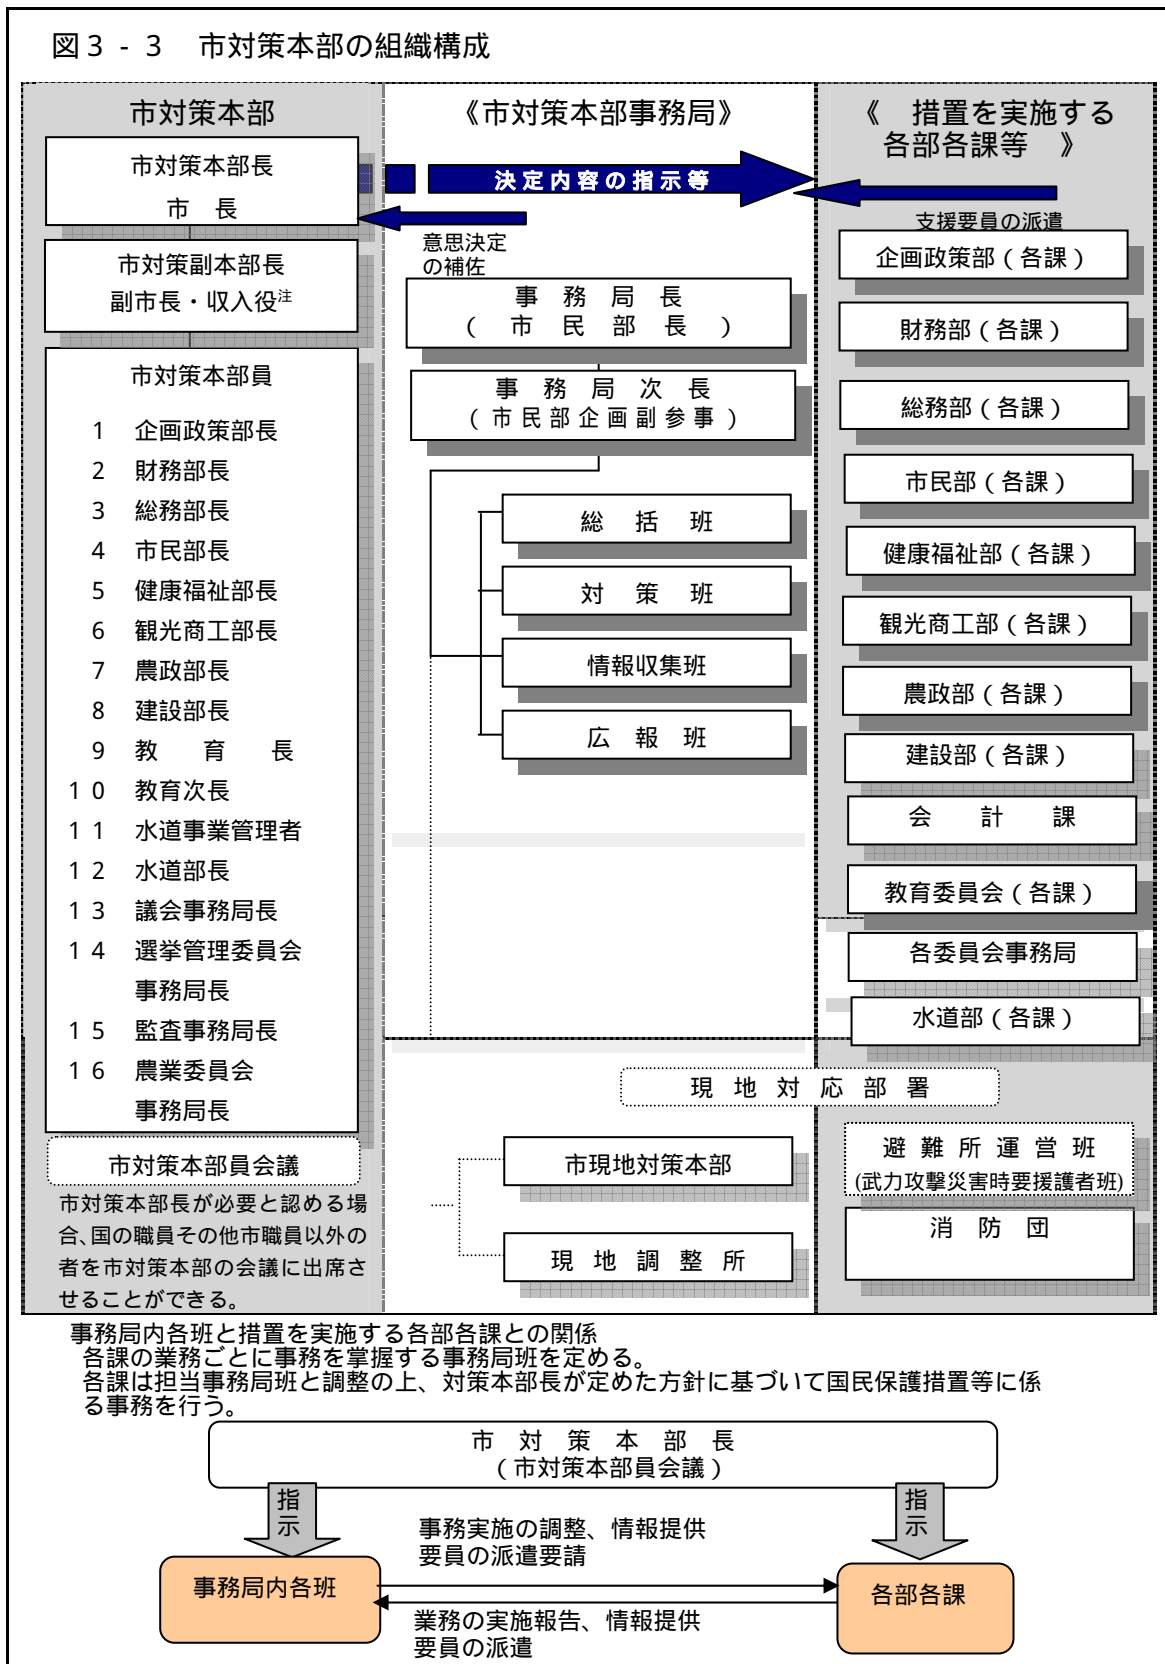 図３-３　市対策本部の組織構成
市対策本部
市対策本部長
市　長
市対策副本部長
副市長・収入役注
市対策本部員
1　企画政策部長
2　財務部長
3　総務部長
4　市民部長
5　健康福祉部長
6　観光商工部長
7　農政部長
8　建設部長
9　教　育　長
10　教育次長
11　水道事業管理者
12　水道部長
13　議会事務局長
14　選挙管理委員会
事務局長
15　監査事務局長
16　農業委員会
事務局長
市対策本部員会議
市対策本部長が必要と認める場
合、国の職員その他市職員以外の
者を市対策本部の会議に出席さ
せることができる。
《市対策本部事務局》
決定内容の指示等
意思決定
の補佐
事　務　局　長
（　市　民　部　長　）
事　務　局　次　長
（市民部企画副参事）
総　括　班
対　策　班
情報収集班
広　報　班
《　措置を実施する
各部各課等　》
支援要員の派遣
企画政策部（各課）
財務部（各課）
総務部（各課）
市民部（各課）
健康福祉部（各課）
観光商工部（各課）
農政部（各課）
建設部（各課）
会　計　課
教育委員会（各課）
各委員会事務局
水道部（各課）
現　地　対　応　部　署
市現地対策本部
現　地　調　整　所
避難所運営班
(武力攻撃災害時要援護者班)
消　防　団
事務局内各班と措置を実施する各部各課との関係
各課の業務ごとに事務を掌握する事務局班を定める。
各課は担当事務局班と調整の上、対策本部長が定めた方針に基づいて国民保護措置等に係
る事務を行う。
市　対　策　本　部　長
（市対策本部員会議）
指示
指示
事務実施の調整、情報提供
要員の派遣要請
事務局内各班
各部各課
業務の実施報告、情報提供
要員の派遣